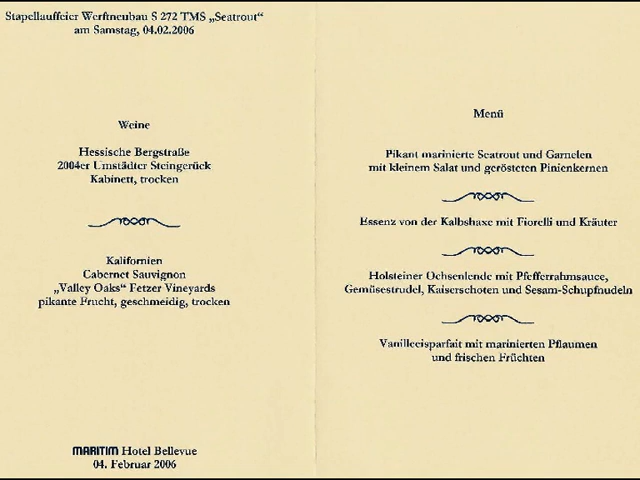 Stapellauffeier Werftneubau S 272 TMS „Seatrout“
am Samstag, 04.02.2006
Weine
Hessische Bergstraße
2004er Umstädter Steingerück
Kabinett, trocken
Kalifornien
Cabernet Sauvignon
„Valley Oaks“ Fetzer Vineyards
pikante Frucht, geschmeidig, trocken
MARITIM Hotel Bellevue
04. Februar 2006
Menü
Pikant marinierte Seatrout und Garnelen
mit kleinem Salat und gerösteten Pinienkernen
Essenz von der Kalbshaxe mit Fiorelli und Kräuter
Holsteiner Ochsenlende mit Pfefferrahmsauce,
Gemüsestrudel, Kaiserschoten und Sesam-Schupfnudeln
Vanilleeisparfait mit marinierten Pflaumen
und frischen Früchten